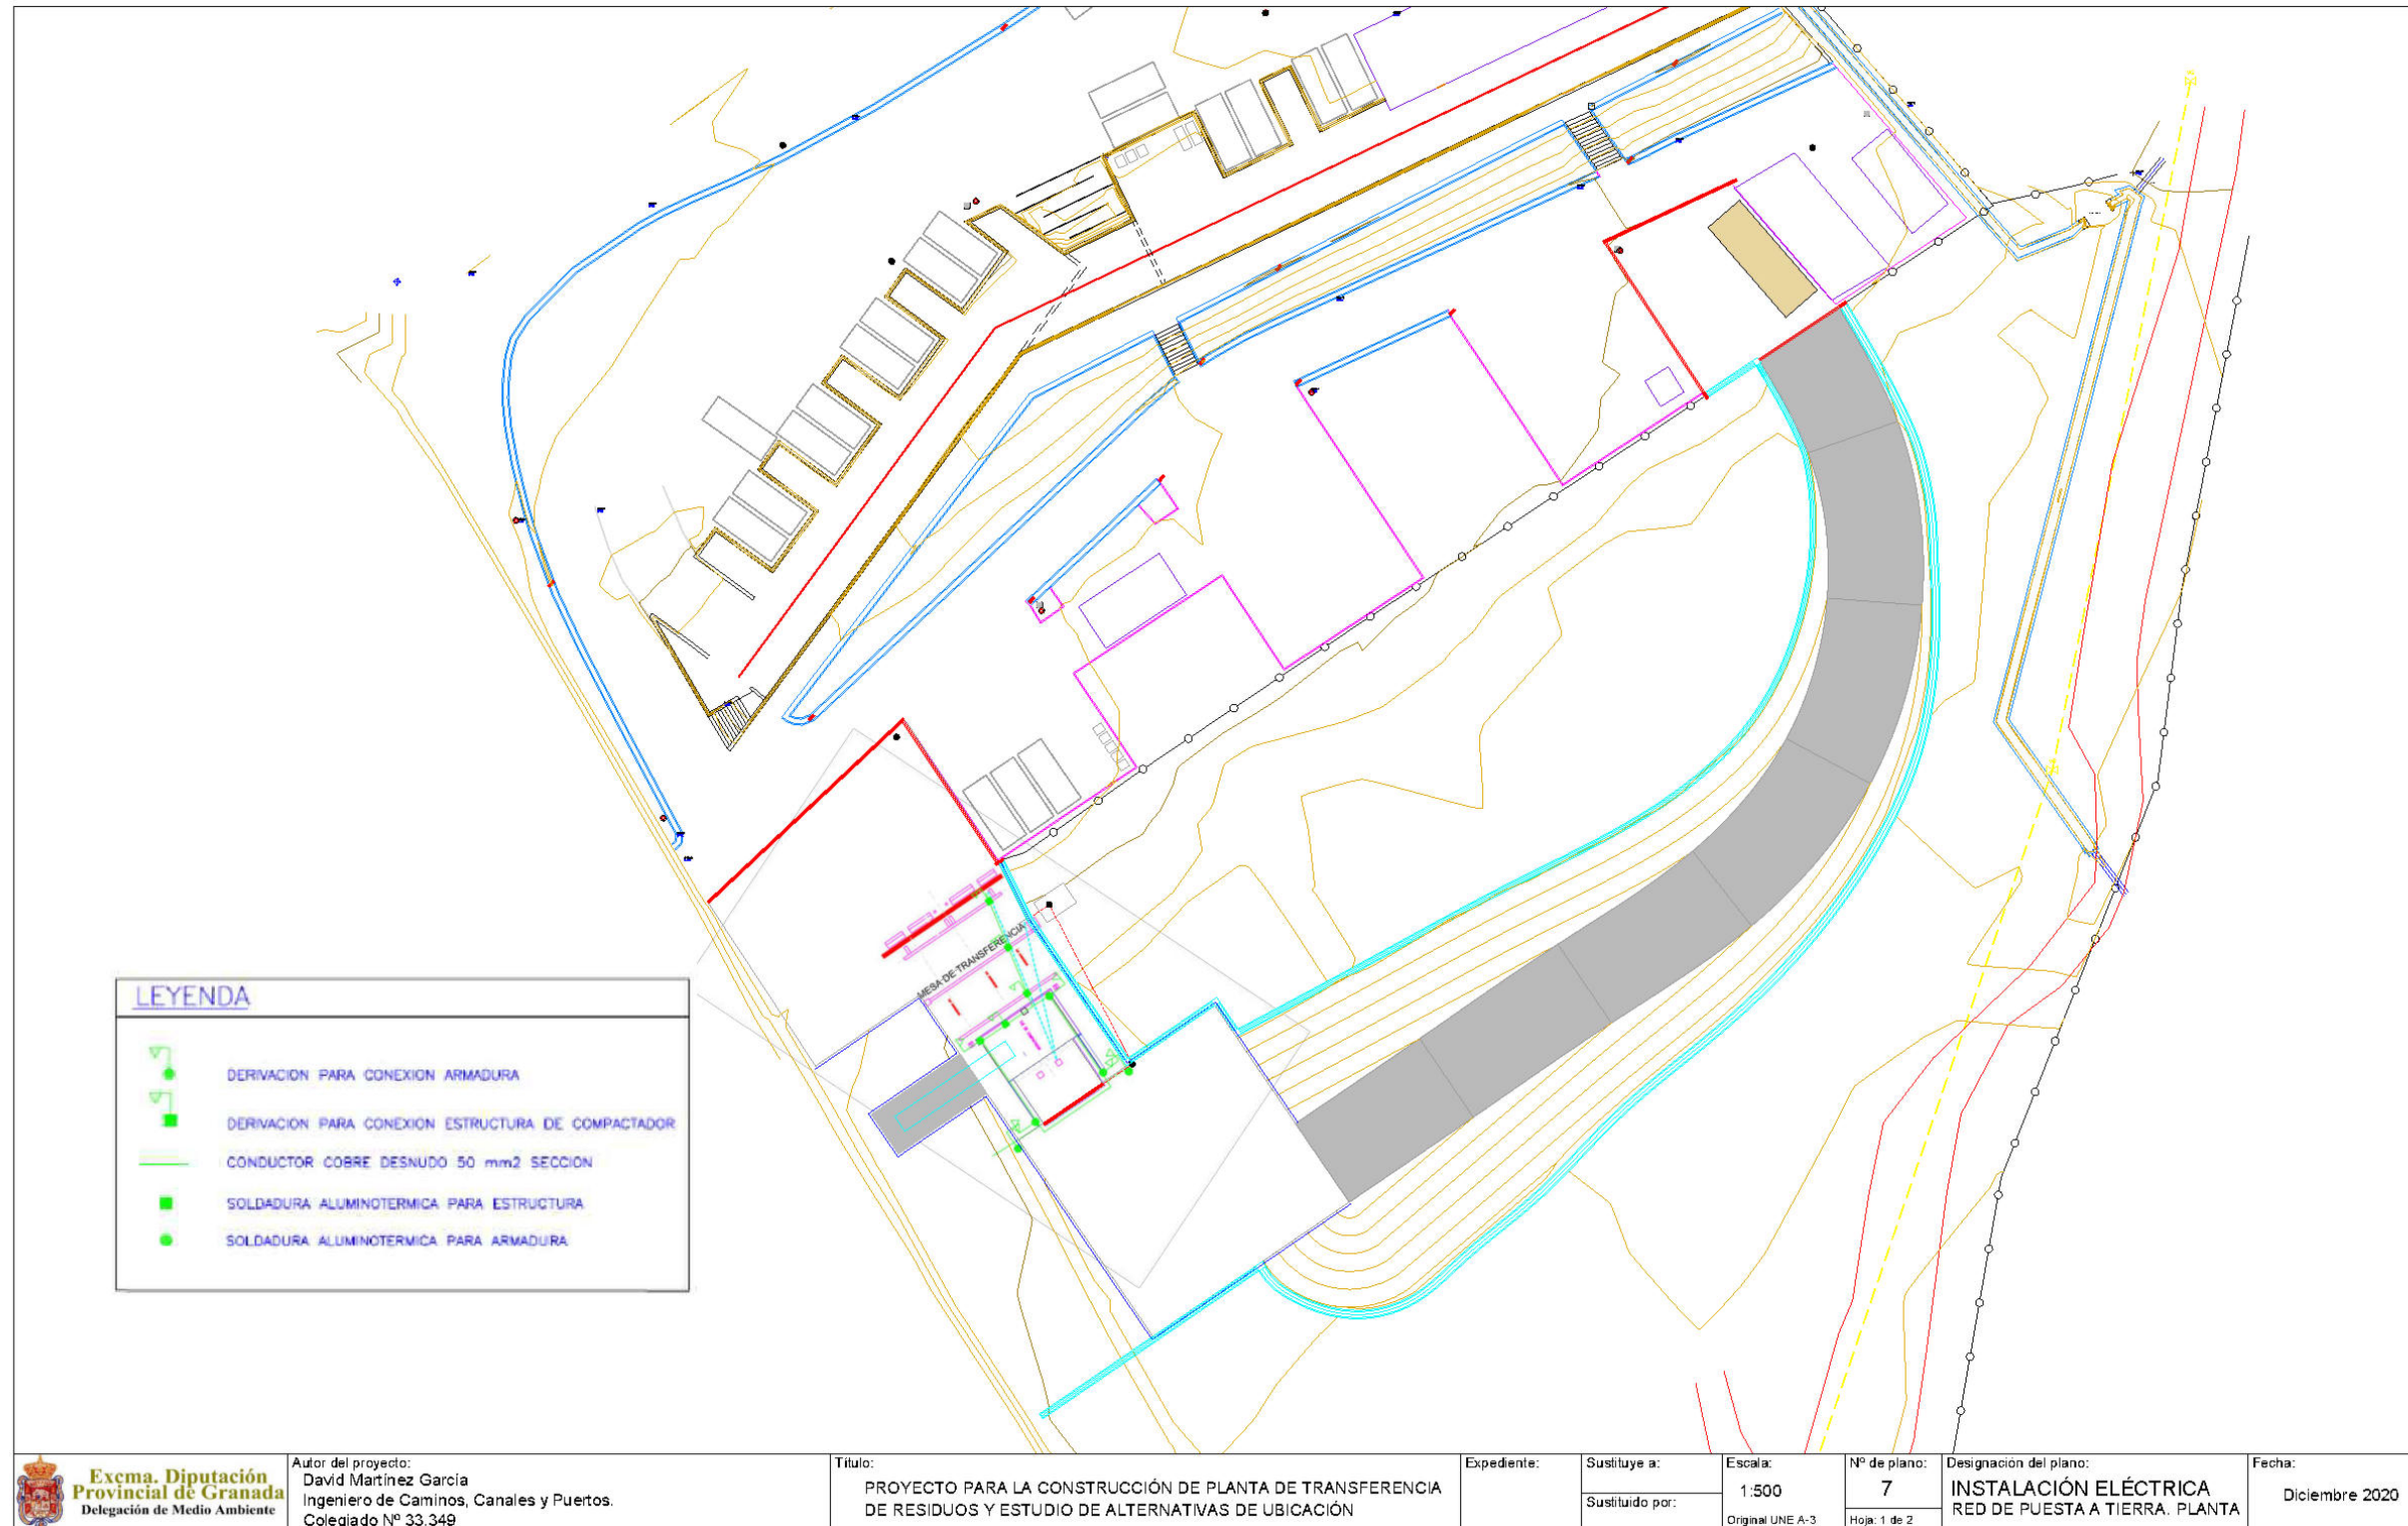 MESA DE TRANSFERENCIA
LEYENDA
DERIVACION PARA CONEXION ARMADURA
DERIVACION PARA CONEXION ESTRUCTURA DE COMPACTADOR
CONDUCTOR COBRE DESNUDO 50 mm2 SECCION
SOLDADURA ALUMINOTERMICA PARA ESTRUCTURA
SOLDADURA ALUMINOTERMICA PARA ARMADURA
Excma. Diputación
Provincial de Granada
Delegación de Medio Ambiente
Autor del proyecto:
David Martínez García
Ingeniero de Caminos, Canales y Puertos.
Colegiado Nº 33.349
Título:
PROYECTO PARA LA CONSTRUCCIÓN DE PLANTA DE TRANSFERENCIA
DE RESIDUOS Y ESTUDIO DE ALTERNATIVAS DE UBICACIÓN
Expediente:
Sustituye a:
Sustituido por:
Escala:
1:500
Original UNE A-3
Nº de plano:
7
Hoja: 1 de 2
Designación del plano:
INSTALACIÓN ELÉCTRICA
RED DE PUESTA A TIERRA. PLANTA
Fecha:
Diciembre 2020